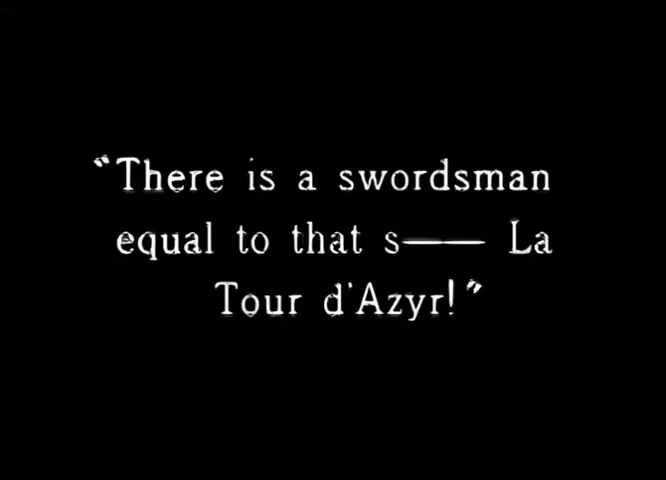 “There is a swordsman
equal to that s—— La
Tour d'Azyr!”